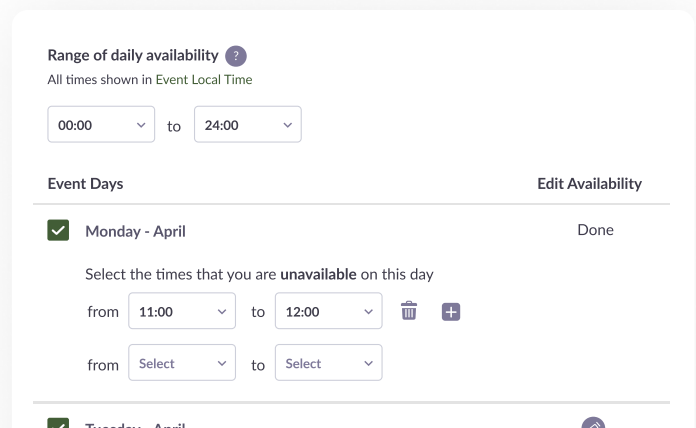 Range of daily availability ?
All times shown in Event Local Time
00:00 to 24:00
Event Days Edit Availability
Monday - April Done
Select the times that you are unavailable on this day
from 11:00 to 12:00
from Select to Select
Tuesday - April